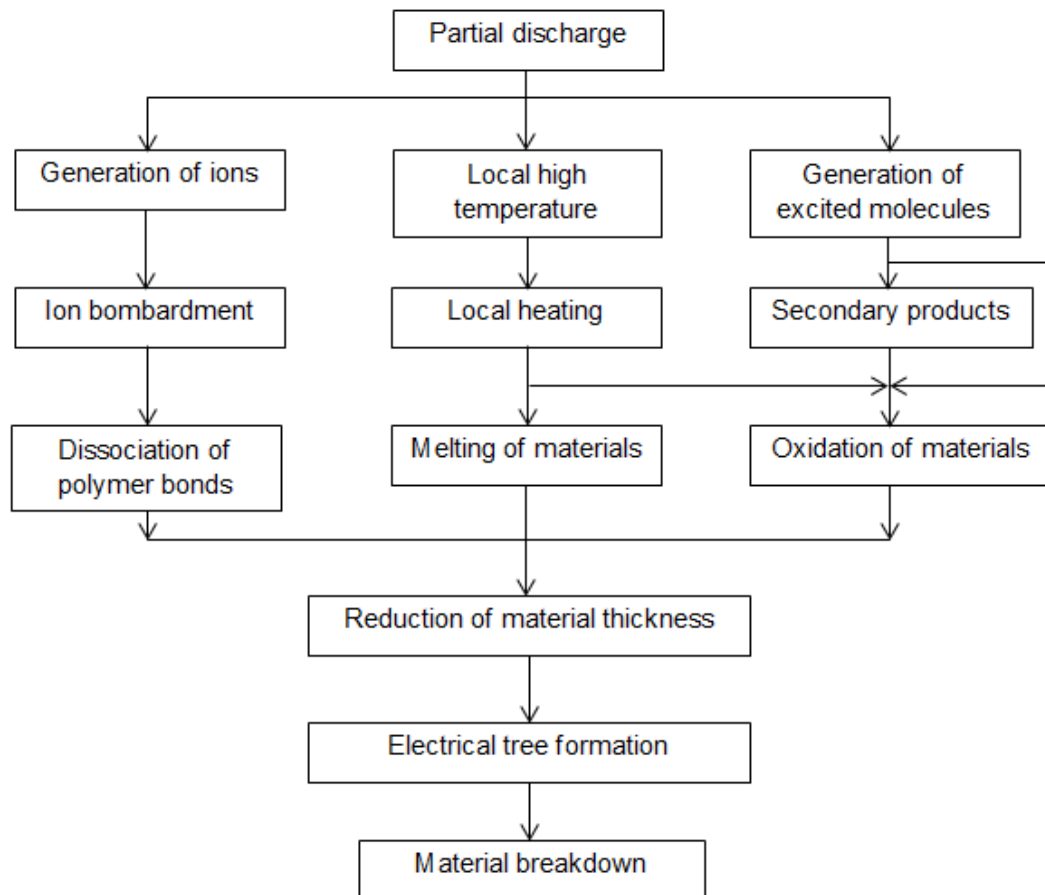 Partial discharge
Generation of ions
Local high
temperature
Generation of
excited molecules
Ion bombardment
Local heating
Secondary products
Dissociation of
polymer bonds
Melting of materials
Oxidation of materials
Reduction of material thickness
Electrical tree formation
Material breakdown